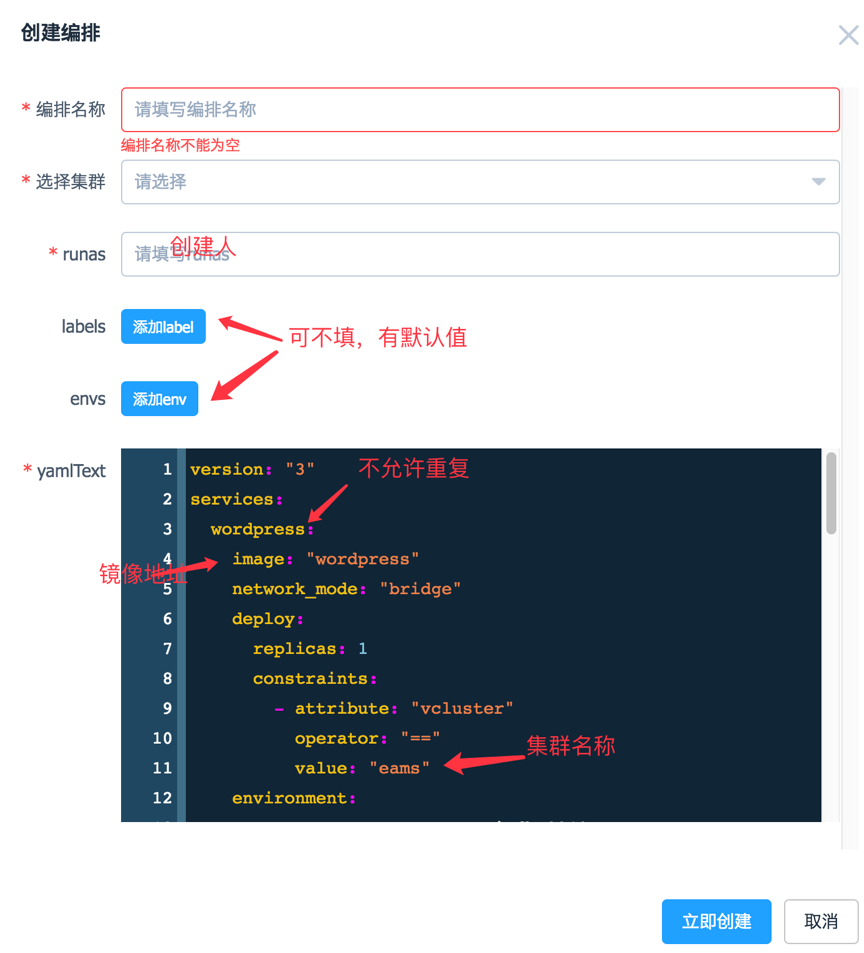 创建编排
* 编排名称 请填写编排名称
编排名称不能为空
* 选择集群 请选择
* runas 请填写runas 创建人
labels 添加label
可不填，有默认值
envs 添加env
* yamlText
1 version: "3" 不允许重复
2 services:
3 wordpress:
4 image: "wordpress"
镜像地址
5 network_mode: "bridge"
6 deploy:
7 replicas: 1
8 constraints:
9 - attribute: "vcluster"
10 operator: "=="
集群名称
11 value: "eams"
12 environment:
立即创建 取消